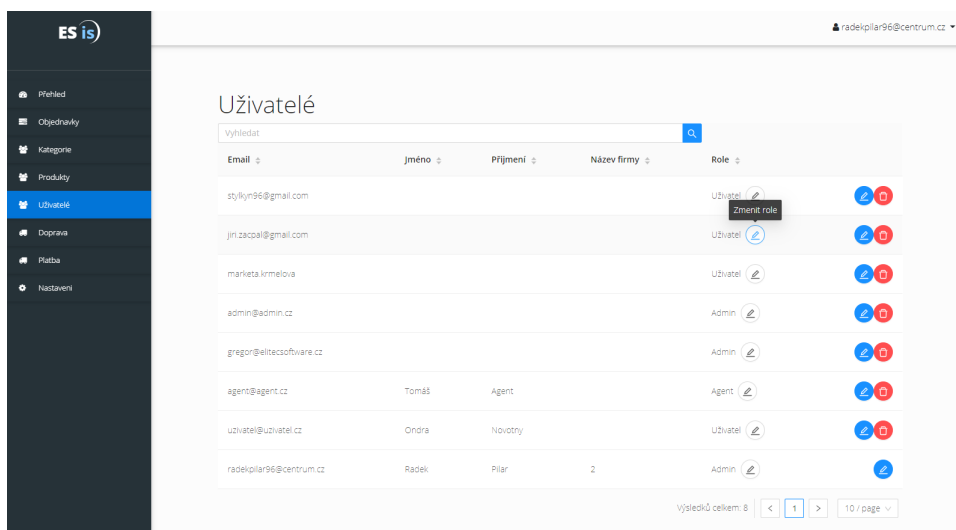 ES is
radekpilar96@centrum.cz
Přehled
Objednavky
Kategorie
Produkty
Uživatelé
Doprava
Platba
Nastaveni
Uživatelé
Vyhledat
Email Jméno Přijmení Název firmy Role
stylkyn96@gmail.com Uživatel
Zmenit role
jiri.zacpal@gmail.com Uživatel
marketa.krmelova Uživatel
admin@admin.cz Admin
gregor@elitecsoftware.cz Admin
agent@agent.cz Tomáš Agent Agent
uzivatel@uzivatel.cz Ondra Novotny Uživatel
radekpilar96@centrum.cz Radek Pilar 2 Admin
Výsledků celkem: 8 < 1 > 10 / page